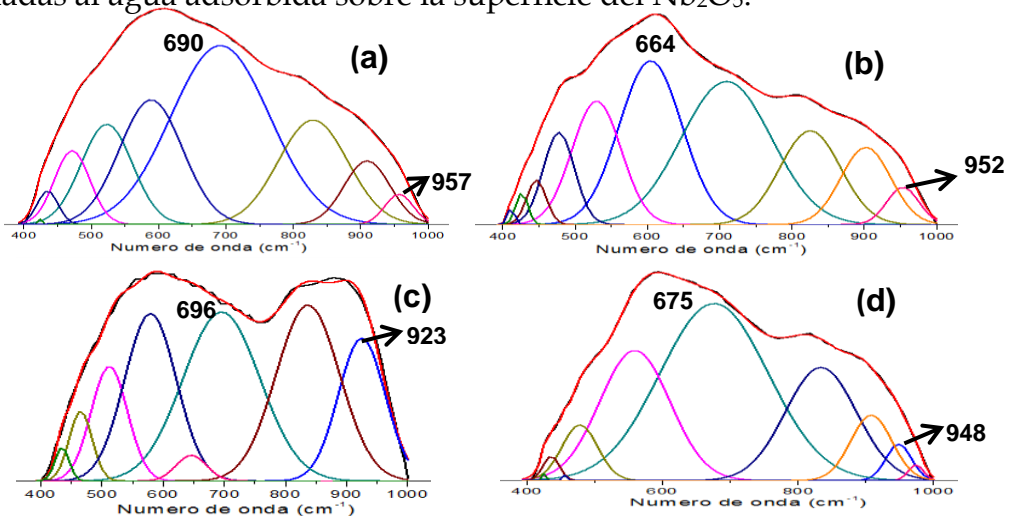 nadas al agua adsorbida sobre la superficie del Nb₂O₅.
690
(a)
957
400 500 600 700 800 900 1000
Numero de onda (cm⁻¹)
664
(b)
952
400 500 600 700 800 900 1000
Numero de onda (cm⁻¹)
696
(c)
923
400 500 600 700 800 900 1000
Numero de onda (cm⁻¹)
675
(d)
948
400 600 800 1000
Numero de onda (cm⁻¹)